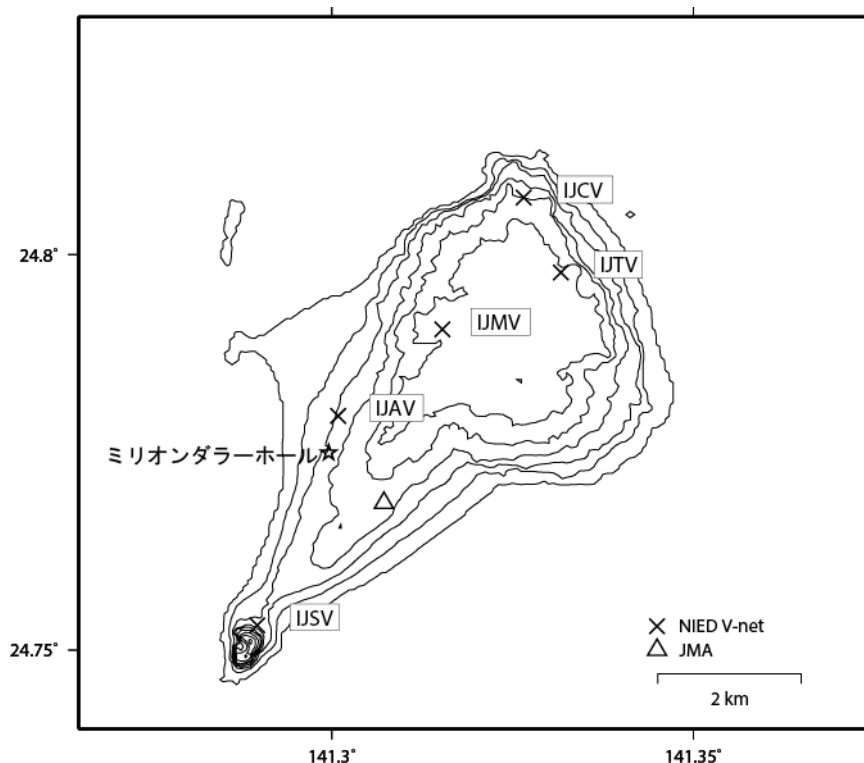 IJCV
24.8°
IJTV
IJMV
IJAV
ミリオンダラーホール
IJSV
NIED V-net
24.75°
JMA
2 km
141.3°
141.35°